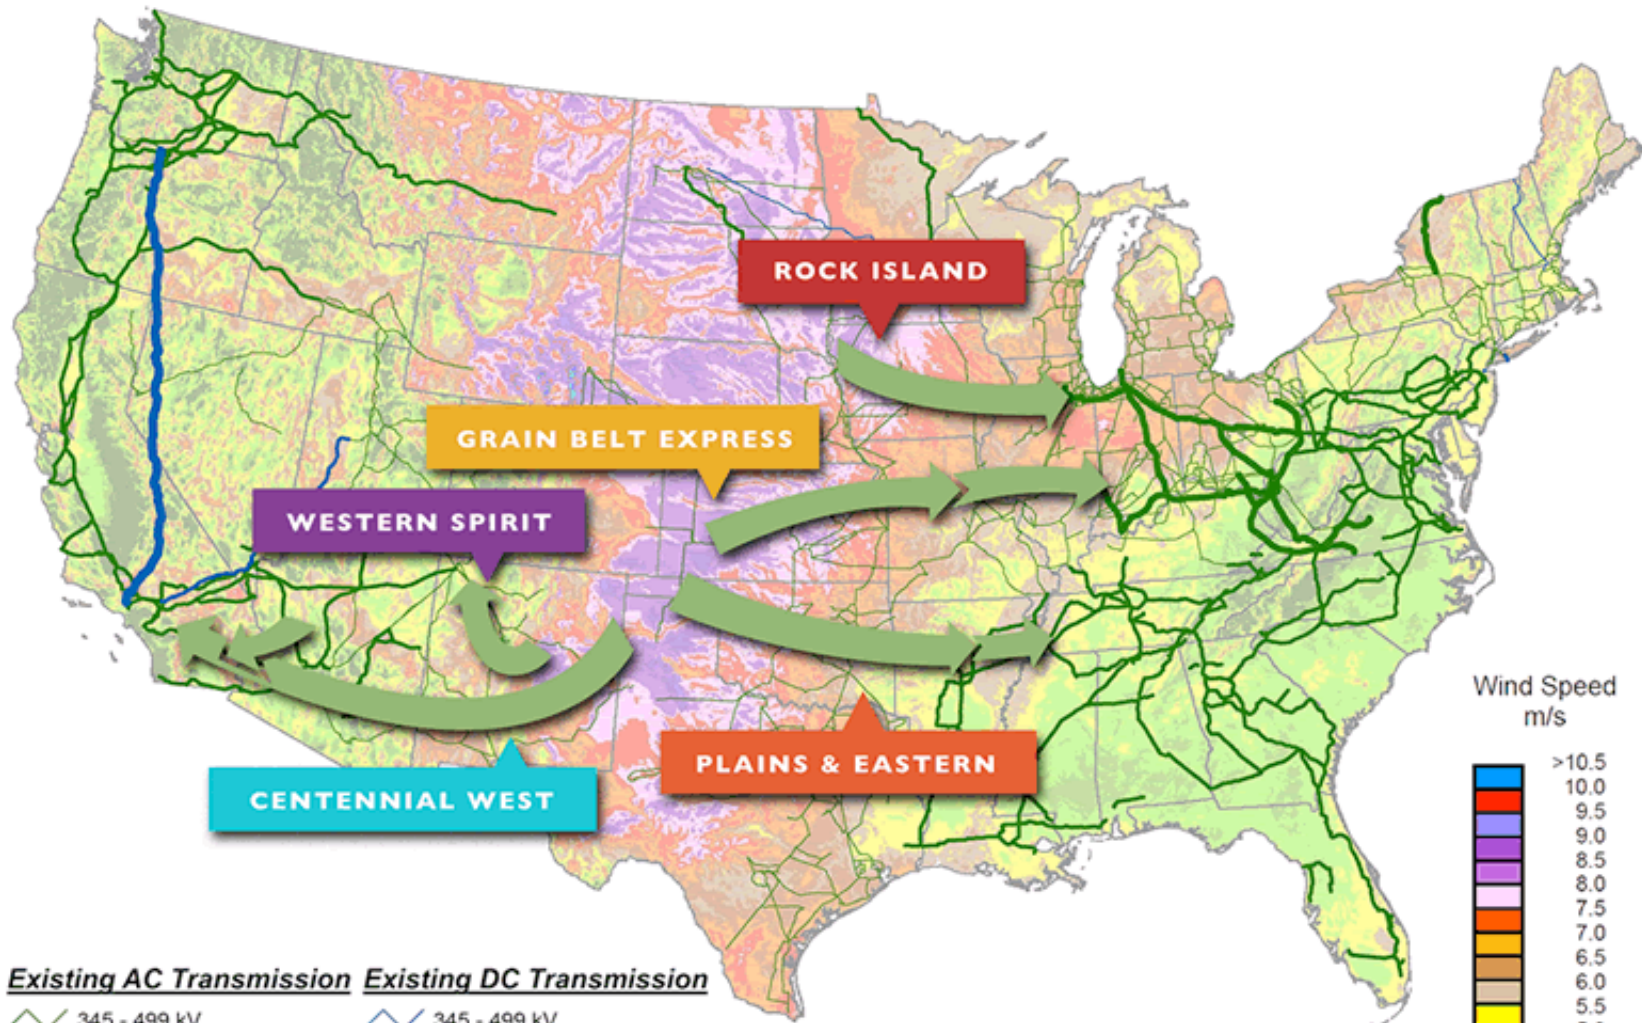 ROCK ISLAND
GRAIN BELT EXPRESS
WESTERN SPIRIT
PLAINS & EASTERN
CENTENNIAL WEST
Wind Speed
m/s
>10.5
10.0
9.5
9.0
8.5
8.0
7.5
7.0
6.5
6.0
5.5
Existing AC Transmission
Existing DC Transmission
345 - 499 kV
345 - 499 kV